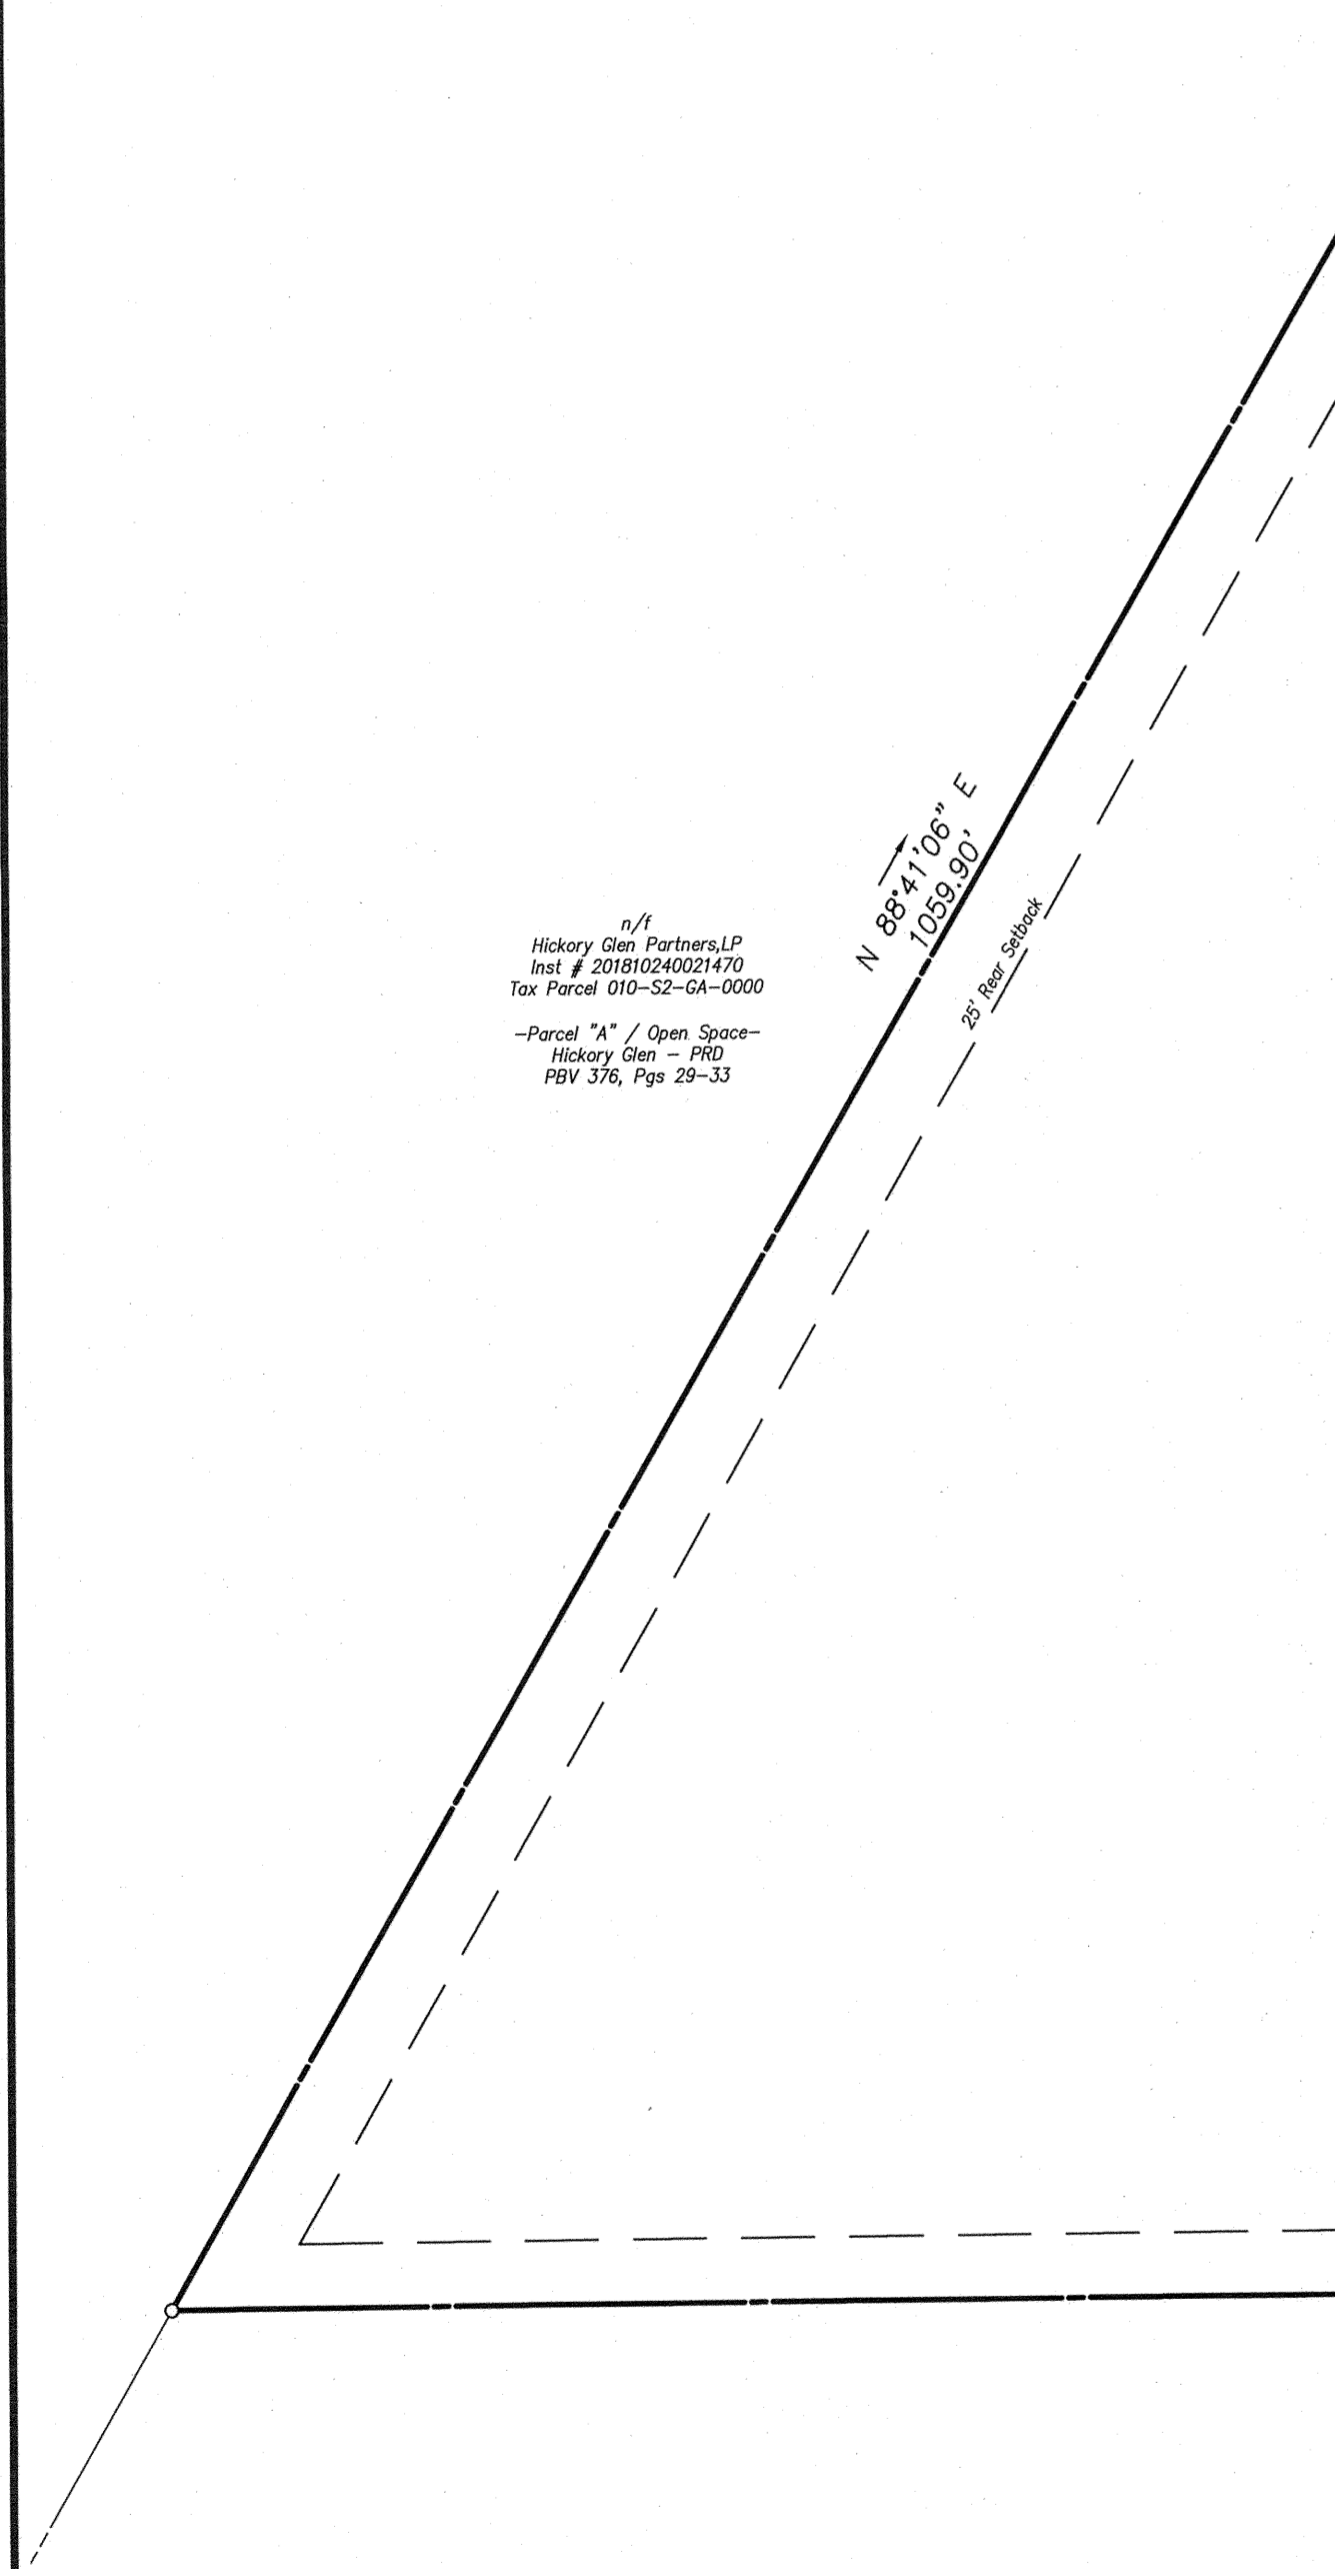 N 88°41'06" E
1059.90'
25' Rear Setback
n/f
Hickory Glen Partners,LP
Inst # 201810240021470
Tax Parcel 010-S2-GA-0000
-Parcel "A" / Open Space-
Hickory Glen - PRD
PBV 376, Pgs 29-33